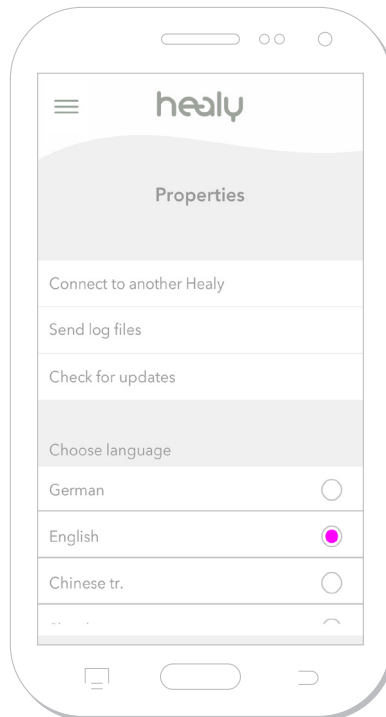 healy
Properties
Connect to another Healy
Send log files
Check for updates
Choose language
German
English
Chinese tr.